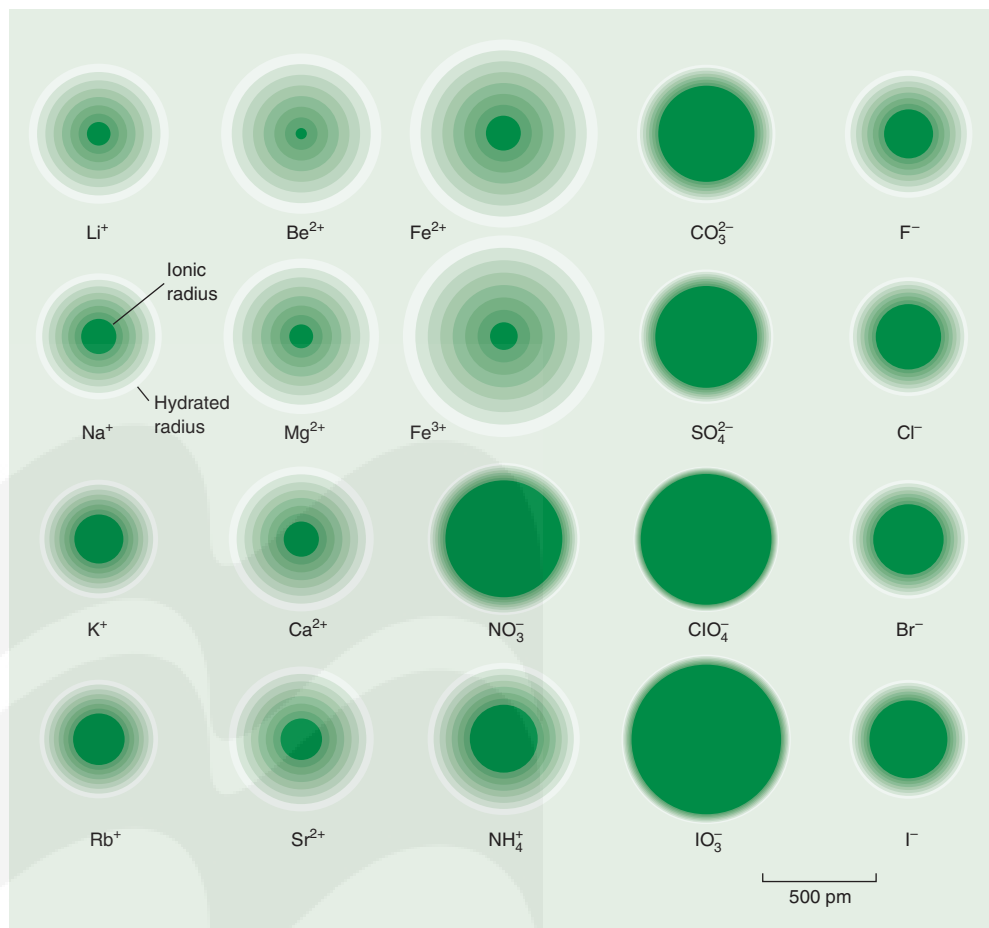 Li⁺ Be²⁺ Fe²⁺ CO₃²⁻ F⁻
Ionic
radius
Hydrated
radius
Na⁺ Mg²⁺ Fe³⁺ SO₄²⁻ Cl⁻
K⁺ Ca²⁺ NO₃⁻ ClO₄⁻ Br⁻
Rb⁺ Sr²⁺ NH₄⁺ IO₃⁻ I⁻
500 pm